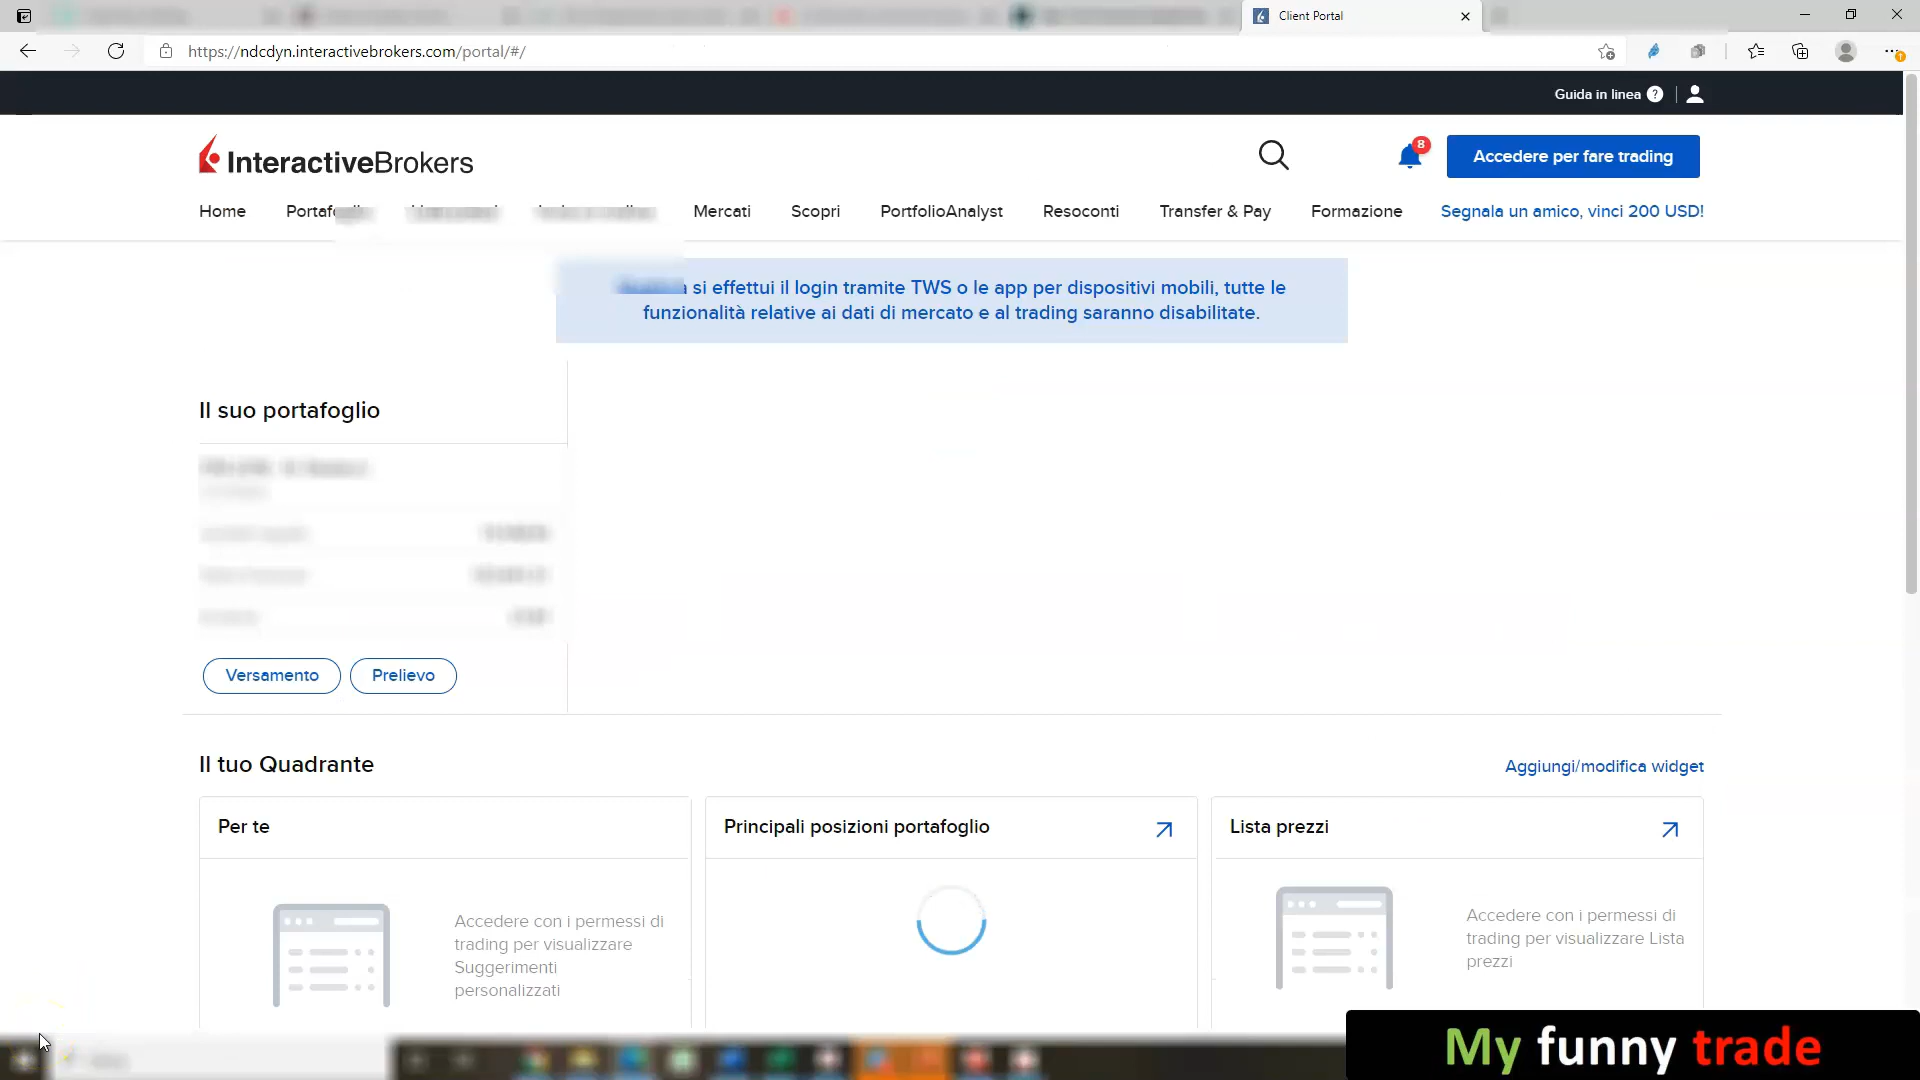 Client Portal
https://ndcdyn.interactivebrokers.com/portal/#/
Guida in linea ?
InteractiveBrokers
8
Accedere per fare trading
Home
Mercati
Scopri
PortfolioAnalyst
Resoconti
Transfer & Pay
Formazione
Segnala un amico, vinci 200 USD!
si effettui il login tramite TWS o le app per dispositivi mobili, tutte le
funzionalità relative ai dati di mercato e al trading saranno disabilitate.
Il suo portafoglio
Versamento
Prelievo
Il tuo Quadrante
Aggiungi/modifica widget
Per te
Accedere con i permessi di
trading per visualizzare
Suggerimenti
personalizzati
Principali posizioni portafoglio
Lista prezzi
Accedere con i permessi di
trading per visualizzare Lista
prezzi
My funny trade